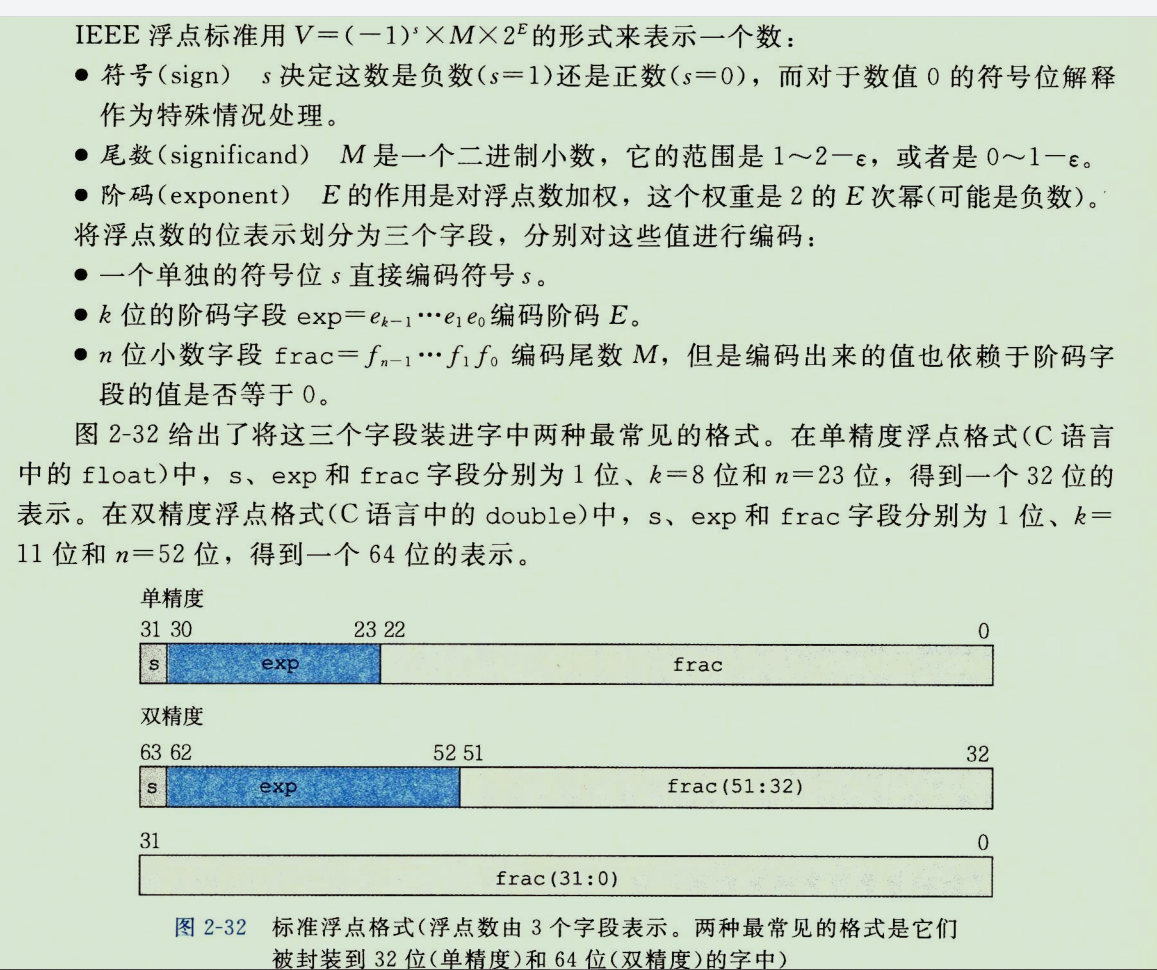 IEEE 浮点标准用 V=(-1)ˢ×M×2ᴱ的形式来表示一个数：
● 符号(sign) s 决定这数是负数(s=1)还是正数(s=0)，而对于数值 0 的符号位解释
作为特殊情况处理。
● 尾数(significand) M 是一个二进制小数，它的范围是 1～2-ε，或者是 0～1-ε。
● 阶码(exponent) E 的作用是对浮点数加权，这个权重是 2 的 E 次幂(可能是负数)。
将浮点数的位表示划分为三个字段，分别对这些值进行编码：
● 一个单独的符号位 s 直接编码符号 s。
● k 位的阶码字段 exp=eₖ₋₁⋯e₁e₀编码阶码 E。
● n 位小数字段 frac=fₙ₋₁⋯f₁f₀ 编码尾数 M，但是编码出来的值也依赖于阶码字
段的值是否等于 0。
图 2-32 给出了将这三个字段装进字中两种最常见的格式。在单精度浮点格式(C 语言
中的 float)中，s、exp 和 frac 字段分别为 1 位、k=8 位和 n=23 位，得到一个 32 位的
表示。在双精度浮点格式(C 语言中的 double)中，s、exp 和 frac 字段分别为 1 位、k=
11 位和 n=52 位，得到一个 64 位的表示。
单精度
31 30 23 22 0
s exp frac
双精度
63 62 52 51 32
s exp frac(51:32)
31 0
frac(31:0)
图 2-32 标准浮点格式(浮点数由 3 个字段表示。两种最常见的格式是它们
被封装到 32 位(单精度)和 64 位(双精度)的字中)